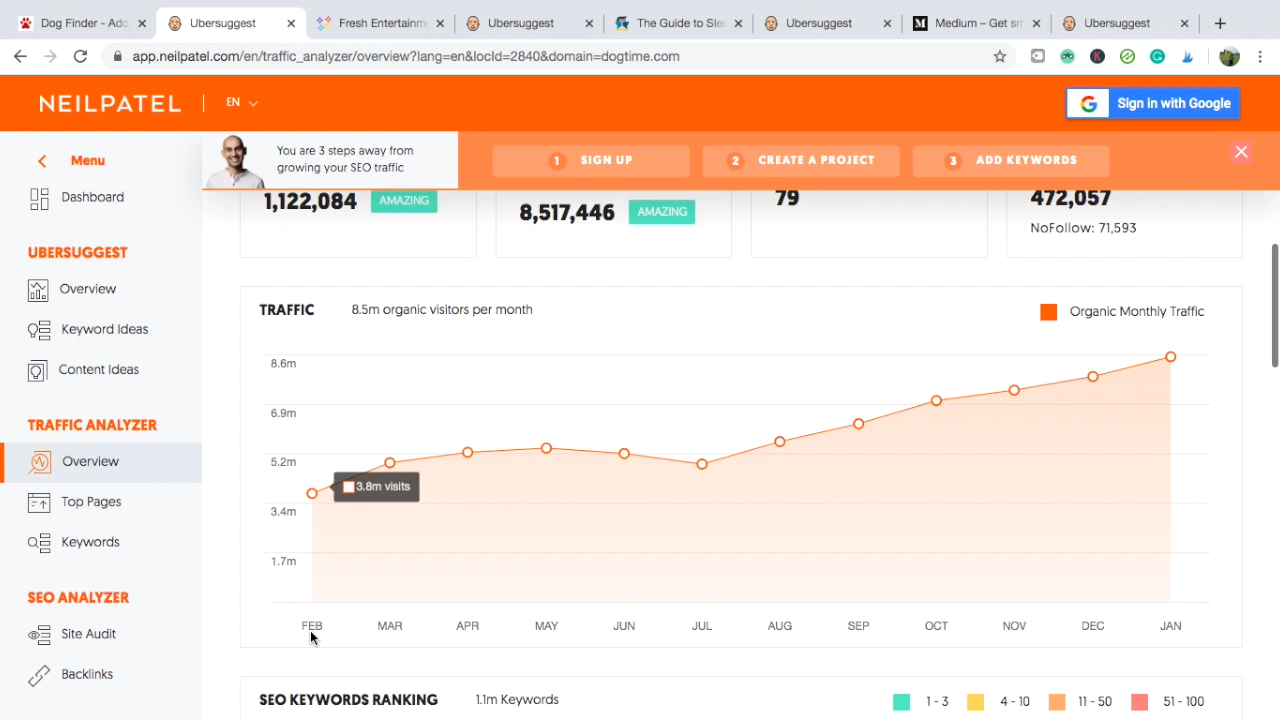 Dog Finder - Ado
Ubersuggest
Fresh Entertainm
Ubersuggest
The Guide to Sle
Ubersuggest
Medium – Get sm
Ubersuggest
app.neilpatel.com/en/traffic_analyzer/overview?lang=en&locId=2840&domain=dogtime.com
NEILPATEL
EN
Sign in with Google
Menu
You are 3 steps away from
growing your SEO traffic
1 SIGN UP
2 CREATE A PROJECT
3 ADD KEYWORDS
Dashboard
1,122,084 AMAZING
8,517,446 AMAZING
79
472,057
NoFollow: 71,593
UBERSUGGEST
Overview
Keyword Ideas
Content Ideas
TRAFFIC ANALYZER
Overview
Top Pages
Keywords
SEO ANALYZER
Site Audit
Backlinks
TRAFFIC 8.5m organic visitors per month
Organic Monthly Traffic
8.6m
6.9m
5.2m
3.4m
1.7m
3.8m visits
FEB MAR APR MAY JUN JUL AUG SEP OCT NOV DEC JAN
SEO KEYWORDS RANKING 1.1m Keywords
1 - 3 4 - 10 11 - 50 51 - 100